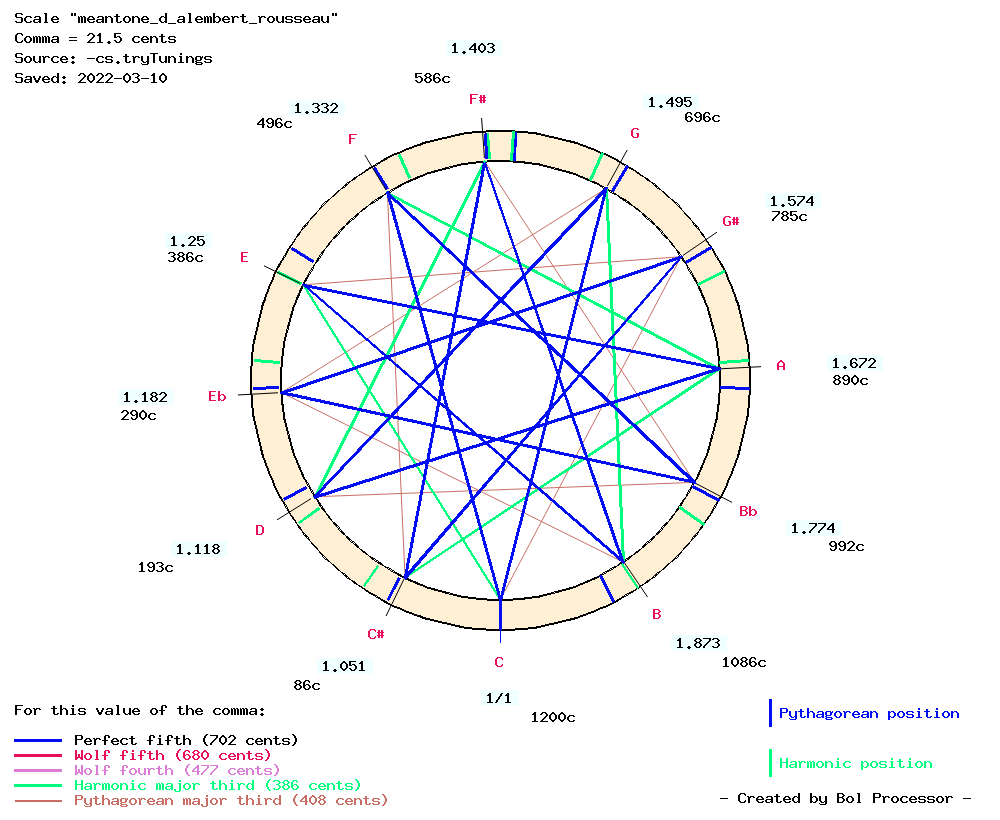 Scale "meantone_d_alembert_rousseau"
Comma = 21.5 cents
Source: -cs.tryTunings
Saved: 2022-03-10
1.403
586c
F#
1.332
496c
F
1.495
696c
G
1.574
785c
G#
1.25
386c
E
1.672
890c
A
1.182
290c
Eb
1.774
992c
Bb
1.118
193c
D
1.873
1086c
B
1.051
86c
C#
C
1/1
1200c
For this value of the comma:
Perfect fifth (702 cents)
Wolf fifth (680 cents)
Wolf fourth (477 cents)
Harmonic major third (386 cents)
Pythagorean major third (408 cents)
Pythagorean position
Harmonic position
- Created by Bol Processor -